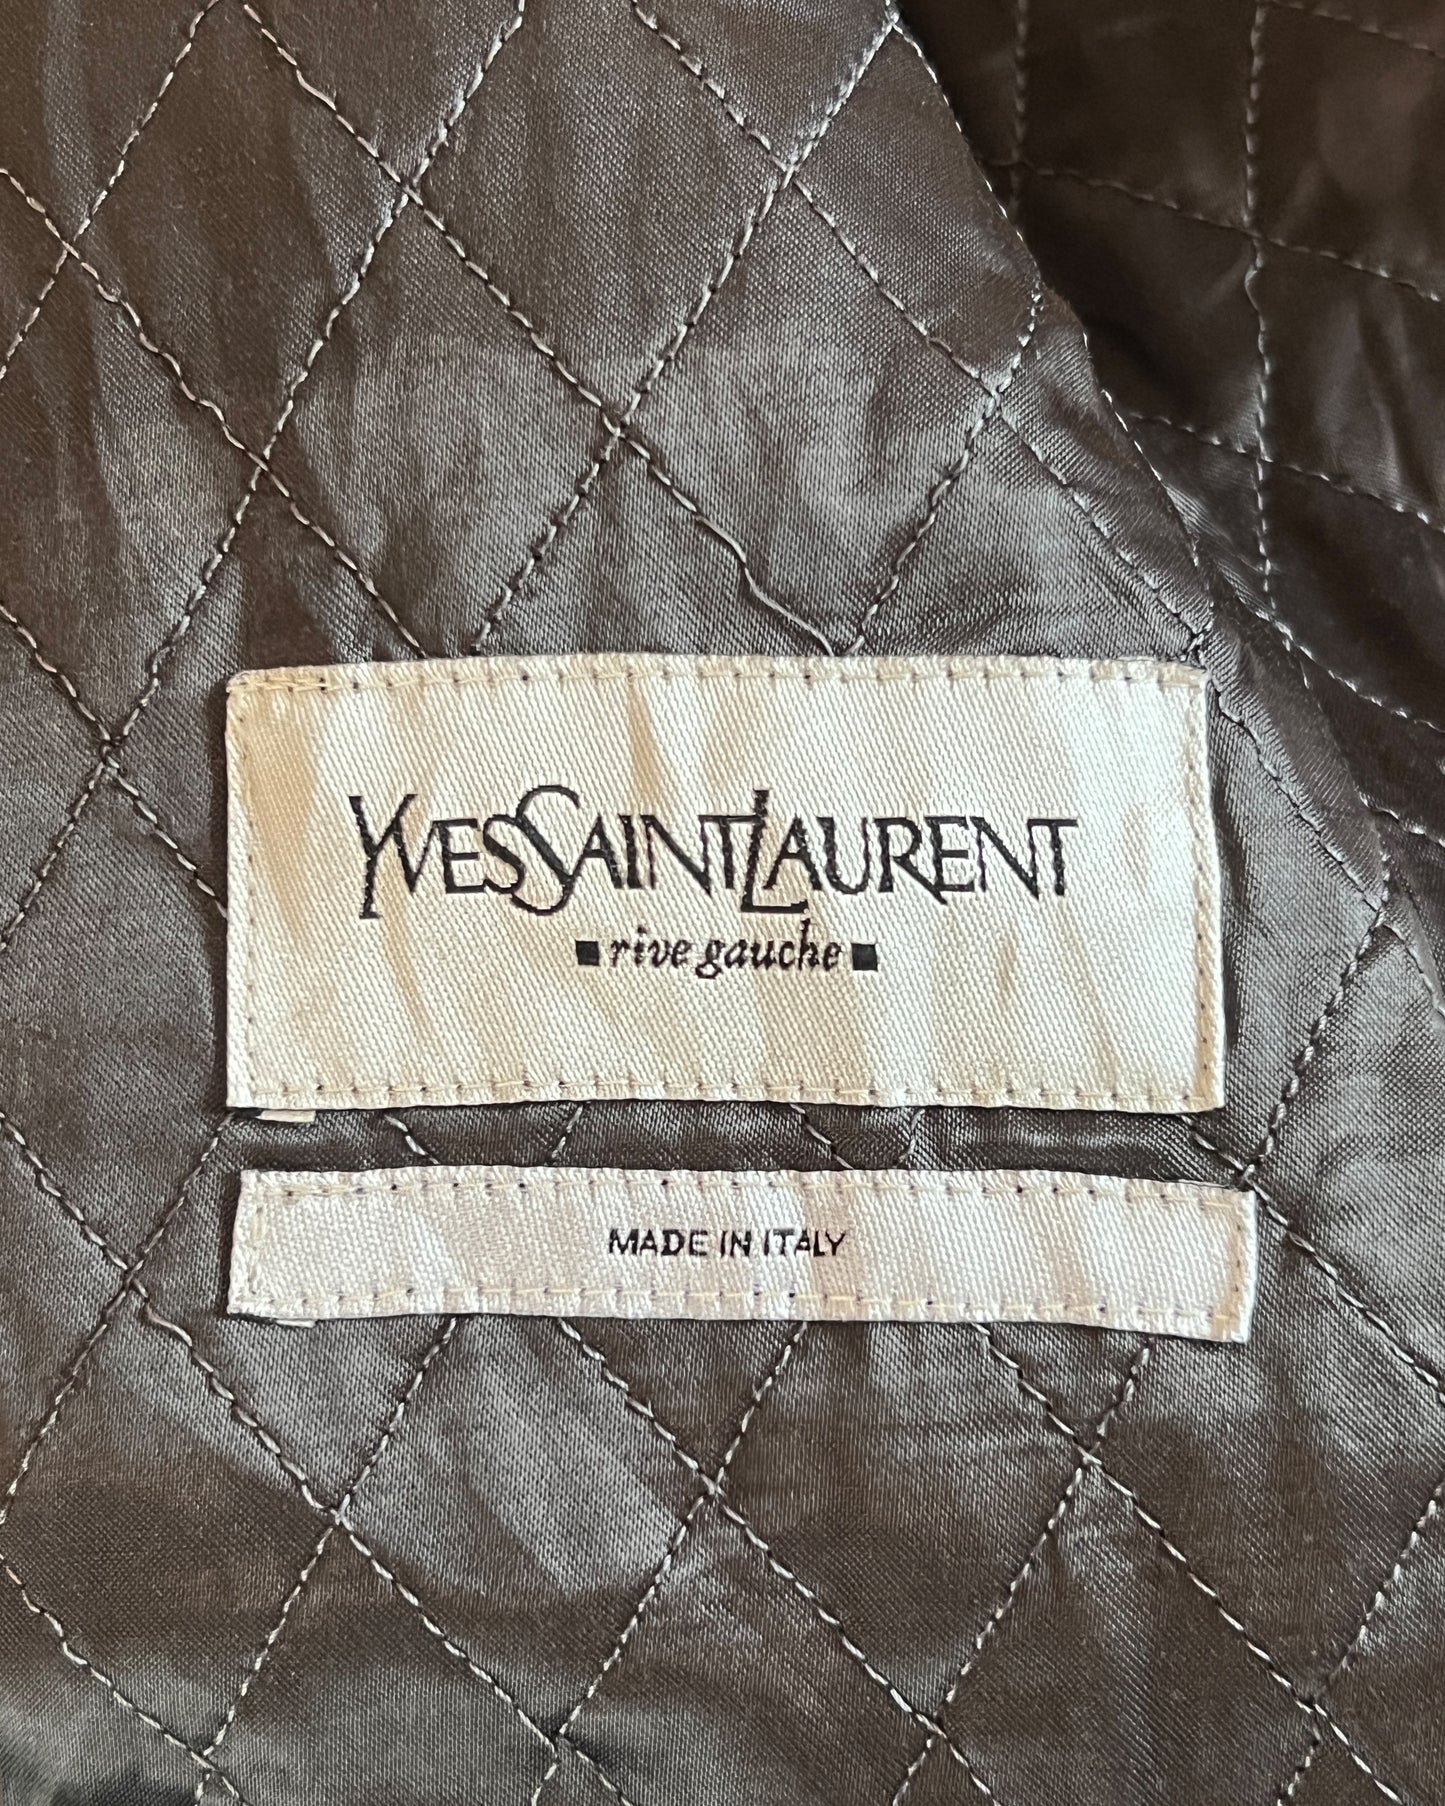 YVESSAINTLAURENT
rive gauche
MADE IN ITALY